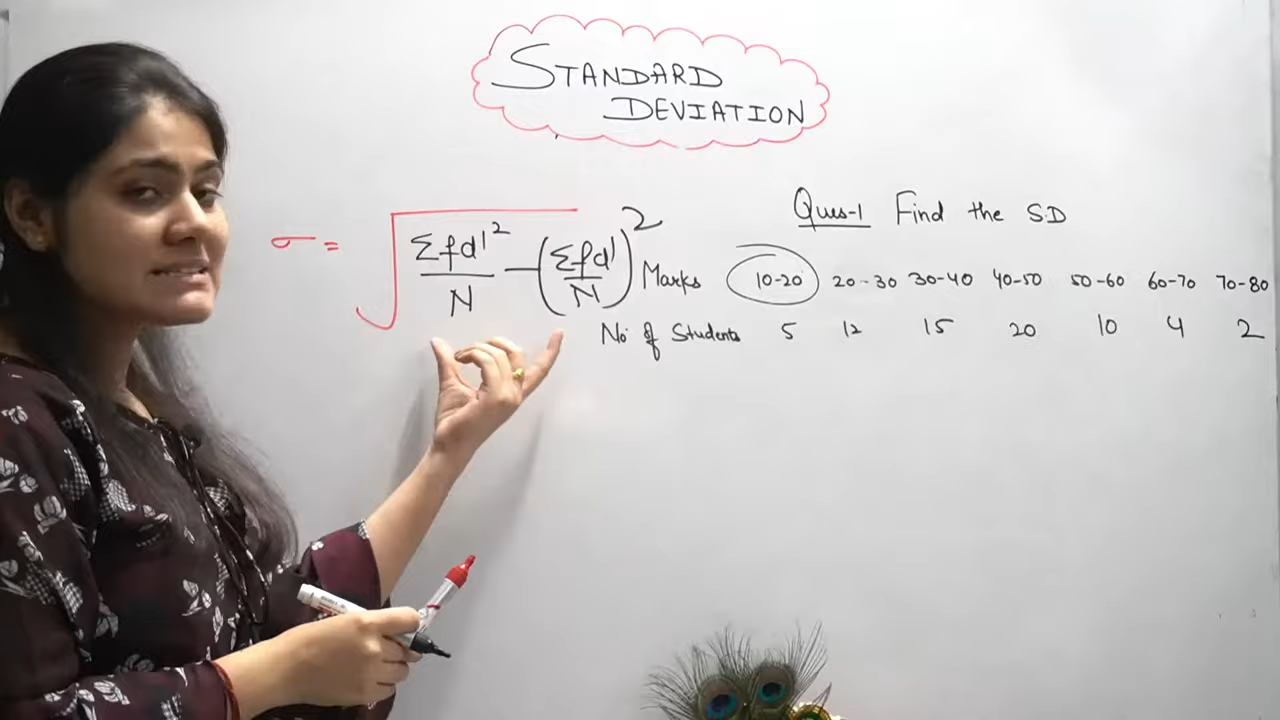 STANDARD
DEVIATION
Ques-1 Find the S.D
σ = √ Σfd'² / N - (Σfd' / N)²
Marks 10-20 20-30 30-40 40-50 50-60 60-70 70-80
No of Students 5 12 15 20 10 4 2